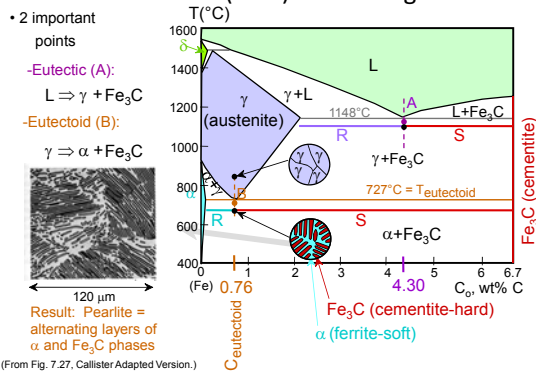 • 2 important
points
-Eutectic (A):
L ⇒ γ + Fe3C
-Eutectoid (B):
γ ⇒ α + Fe3C
120 μm
Result: Pearlite =
alternating layers of
α and Fe3C phases
(From Fig. 7.27, Callister Adapted Version.)
T(°C)
1600
δ
1400
L
1200
γ+L
A
γ
(austenite)
1148°C
L+Fe3C
1000
R
S
γ+Fe3C
γ γ
γ γ
800
α
B
727°C = Teutectoid
R
S
600
α+Fe3C
400
0
1
2
3
4
5
6
6.7
(Fe)
0.76
4.30
Co, wt% C
Ceutectoid
Fe3C (cementite-hard)
α (ferrite-soft)
Fe3C (cementite)